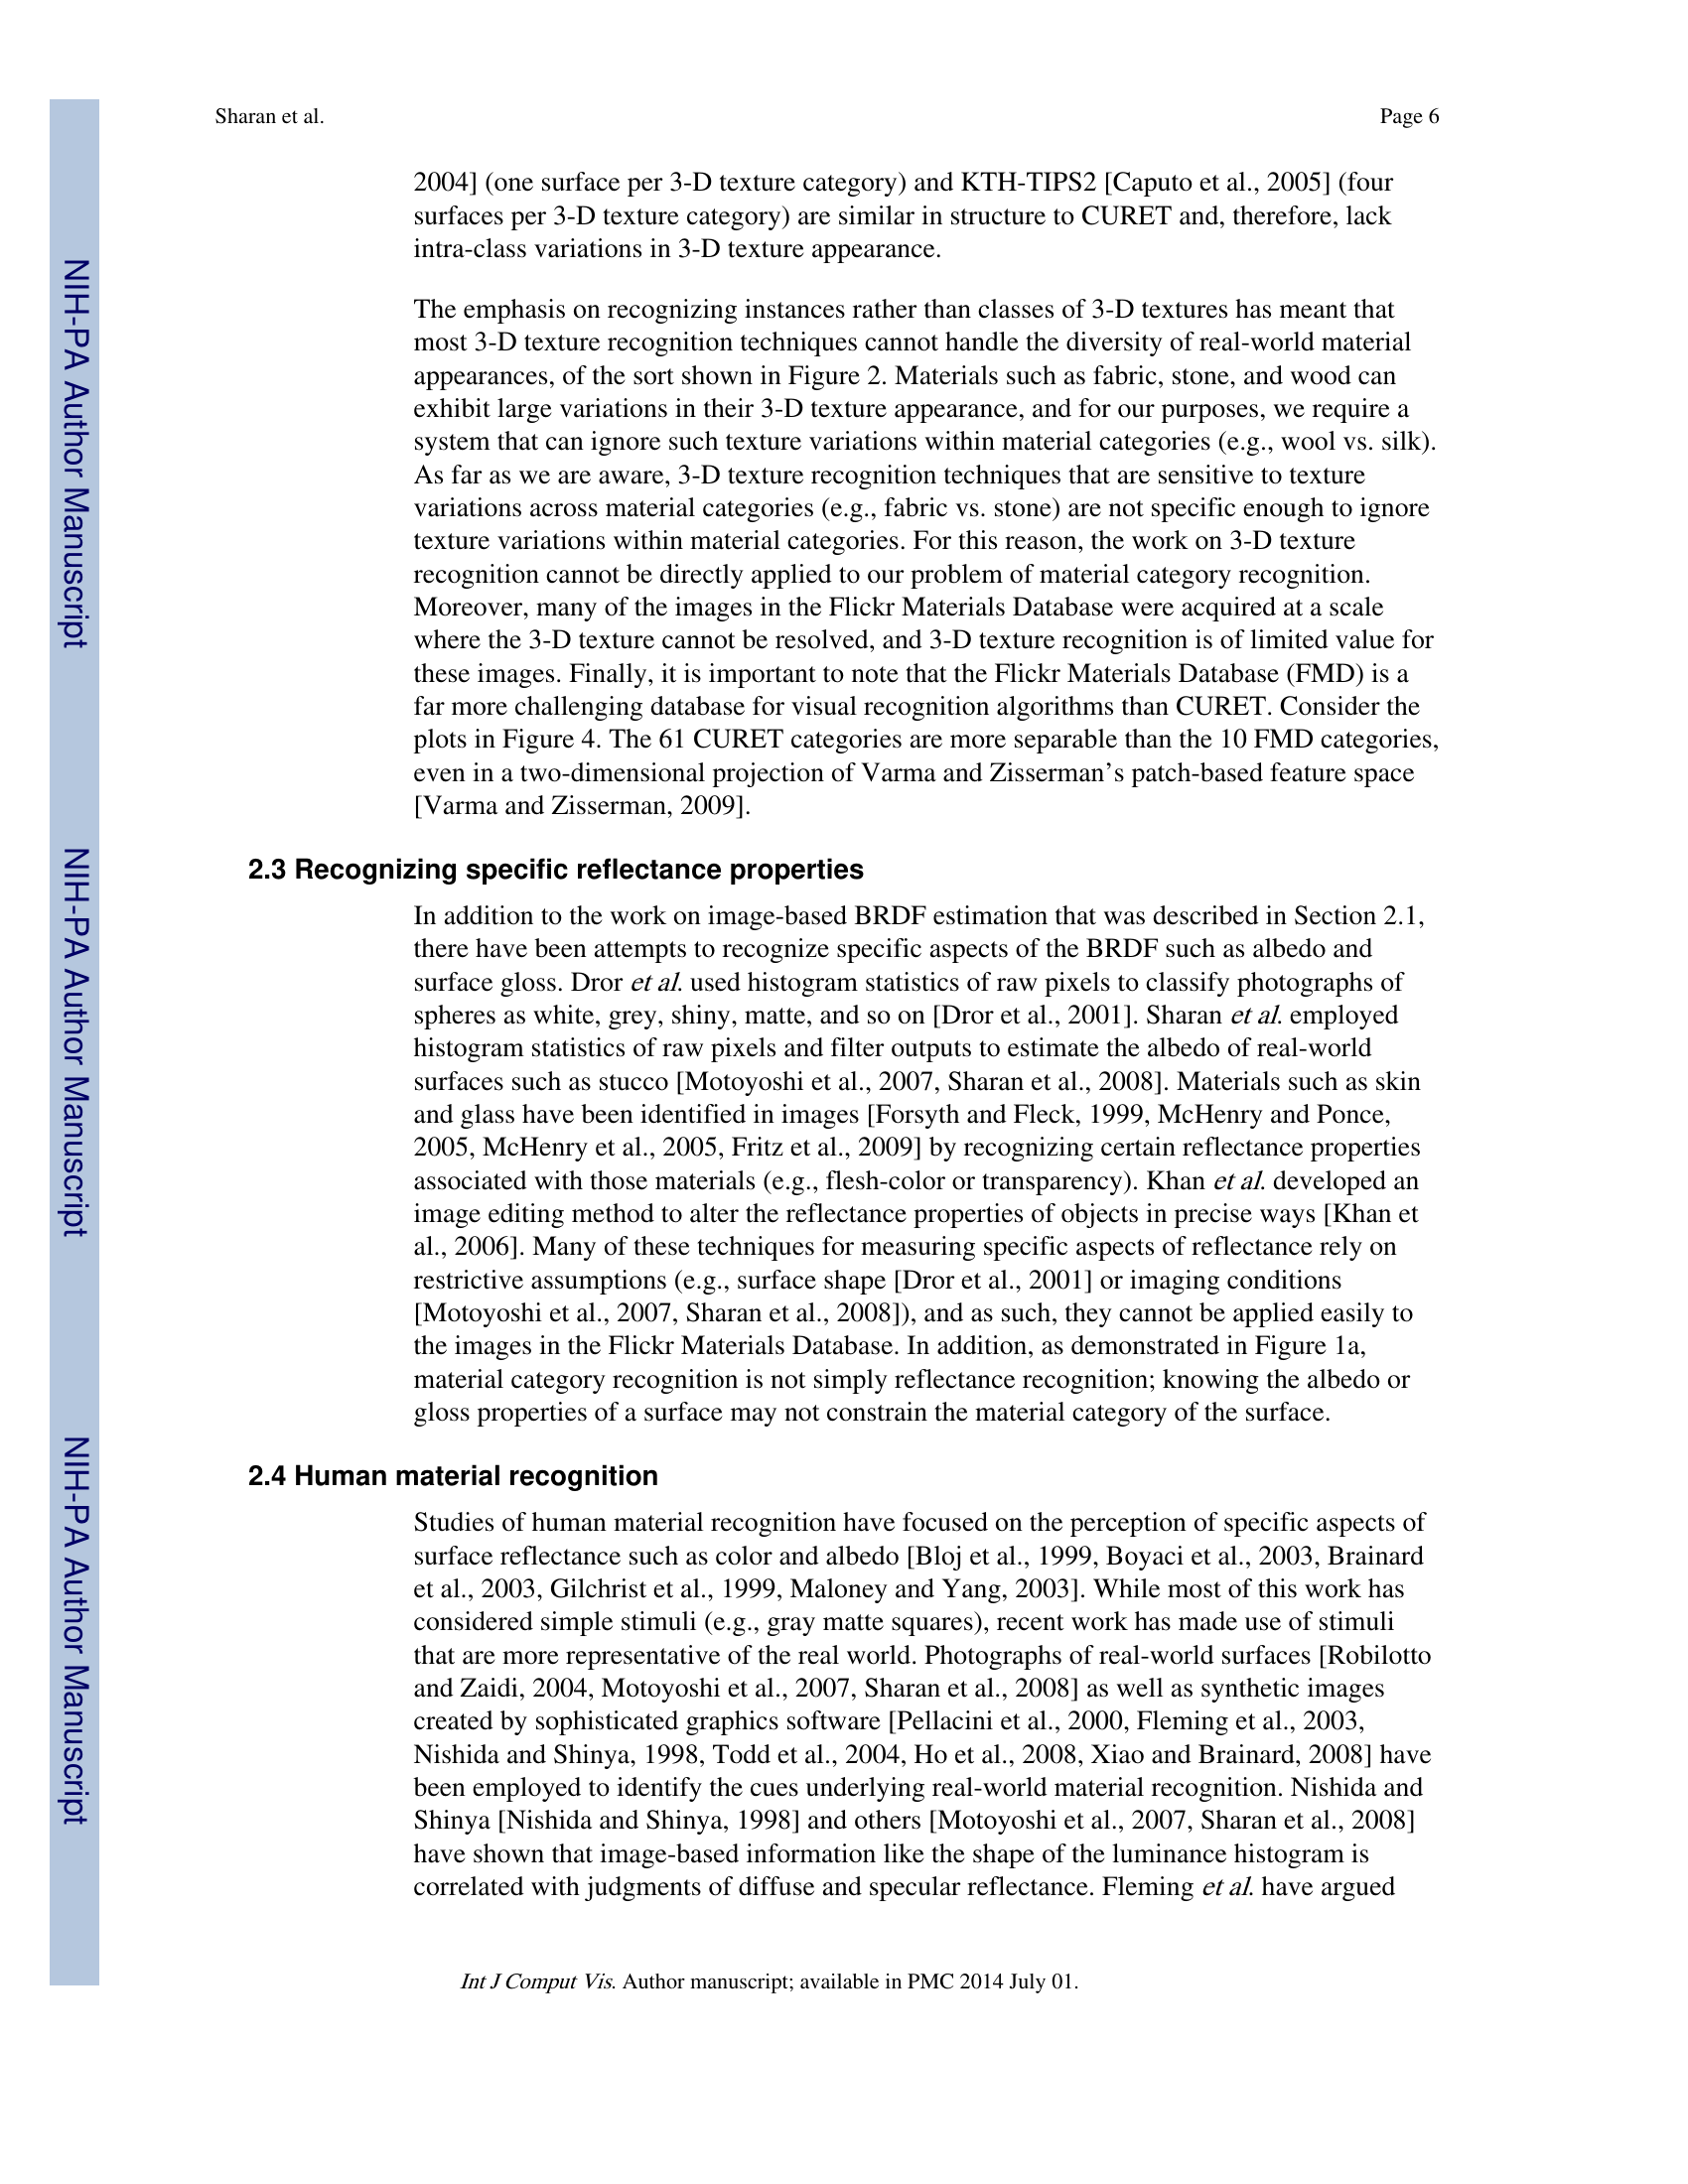 Sharan et al.
Page 6
2004] (one surface per 3-D texture category) and KTH-TIPS2 [Caputo et al., 2005] (four
surfaces per 3-D texture category) are similar in structure to CURET and, therefore, lack
intra-class variations in 3-D texture appearance.
The emphasis on recognizing instances rather than classes of 3-D textures has meant that
most 3-D texture recognition techniques cannot handle the diversity of real-world material
appearances, of the sort shown in Figure 2. Materials such as fabric, stone, and wood can
exhibit large variations in their 3-D texture appearance, and for our purposes, we require a
system that can ignore such texture variations within material categories (e.g., wool vs. silk).
As far as we are aware, 3-D texture recognition techniques that are sensitive to texture
variations across material categories (e.g., fabric vs. stone) are not specific enough to ignore
texture variations within material categories. For this reason, the work on 3-D texture
recognition cannot be directly applied to our problem of material category recognition.
Moreover, many of the images in the Flickr Materials Database were acquired at a scale
where the 3-D texture cannot be resolved, and 3-D texture recognition is of limited value for
these images. Finally, it is important to note that the Flickr Materials Database (FMD) is a
far more challenging database for visual recognition algorithms than CURET. Consider the
plots in Figure 4. The 61 CURET categories are more separable than the 10 FMD categories,
even in a two-dimensional projection of Varma and Zisserman's patch-based feature space
[Varma and Zisserman, 2009].
2.3 Recognizing specific reflectance properties
In addition to the work on image-based BRDF estimation that was described in Section 2.1,
there have been attempts to recognize specific aspects of the BRDF such as albedo and
surface gloss. Dror et al. used histogram statistics of raw pixels to classify photographs of
spheres as white, grey, shiny, matte, and so on [Dror et al., 2001]. Sharan et al. employed
histogram statistics of raw pixels and filter outputs to estimate the albedo of real-world
surfaces such as stucco [Motoyoshi et al., 2007, Sharan et al., 2008]. Materials such as skin
and glass have been identified in images [Forsyth and Fleck, 1999, McHenry and Ponce,
2005, McHenry et al., 2005, Fritz et al., 2009] by recognizing certain reflectance properties
associated with those materials (e.g., flesh-color or transparency). Khan et al. developed an
image editing method to alter the reflectance properties of objects in precise ways [Khan et
al., 2006]. Many of these techniques for measuring specific aspects of reflectance rely on
restrictive assumptions (e.g., surface shape [Dror et al., 2001] or imaging conditions
[Motoyoshi et al., 2007, Sharan et al., 2008]), and as such, they cannot be applied easily to
the images in the Flickr Materials Database. In addition, as demonstrated in Figure 1a,
material category recognition is not simply reflectance recognition; knowing the albedo or
gloss properties of a surface may not constrain the material category of the surface.
2.4 Human material recognition
Studies of human material recognition have focused on the perception of specific aspects of
surface reflectance such as color and albedo [Bloj et al., 1999, Boyaci et al., 2003, Brainard
et al., 2003, Gilchrist et al., 1999, Maloney and Yang, 2003]. While most of this work has
considered simple stimuli (e.g., gray matte squares), recent work has made use of stimuli
that are more representative of the real world. Photographs of real-world surfaces [Robilotto
and Zaidi, 2004, Motoyoshi et al., 2007, Sharan et al., 2008] as well as synthetic images
created by sophisticated graphics software [Pellacini et al., 2000, Fleming et al., 2003,
Nishida and Shinya, 1998, Todd et al., 2004, Ho et al., 2008, Xiao and Brainard, 2008] have
been employed to identify the cues underlying real-world material recognition. Nishida and
Shinya [Nishida and Shinya, 1998] and others [Motoyoshi et al., 2007, Sharan et al., 2008]
have shown that image-based information like the shape of the luminance histogram is
correlated with judgments of diffuse and specular reflectance. Fleming et al. have argued
Int J Comput Vis. Author manuscript; available in PMC 2014 July 01.
NIH-PA Author Manuscript
NIH-PA Author Manuscript
NIH-PA Author Manuscript